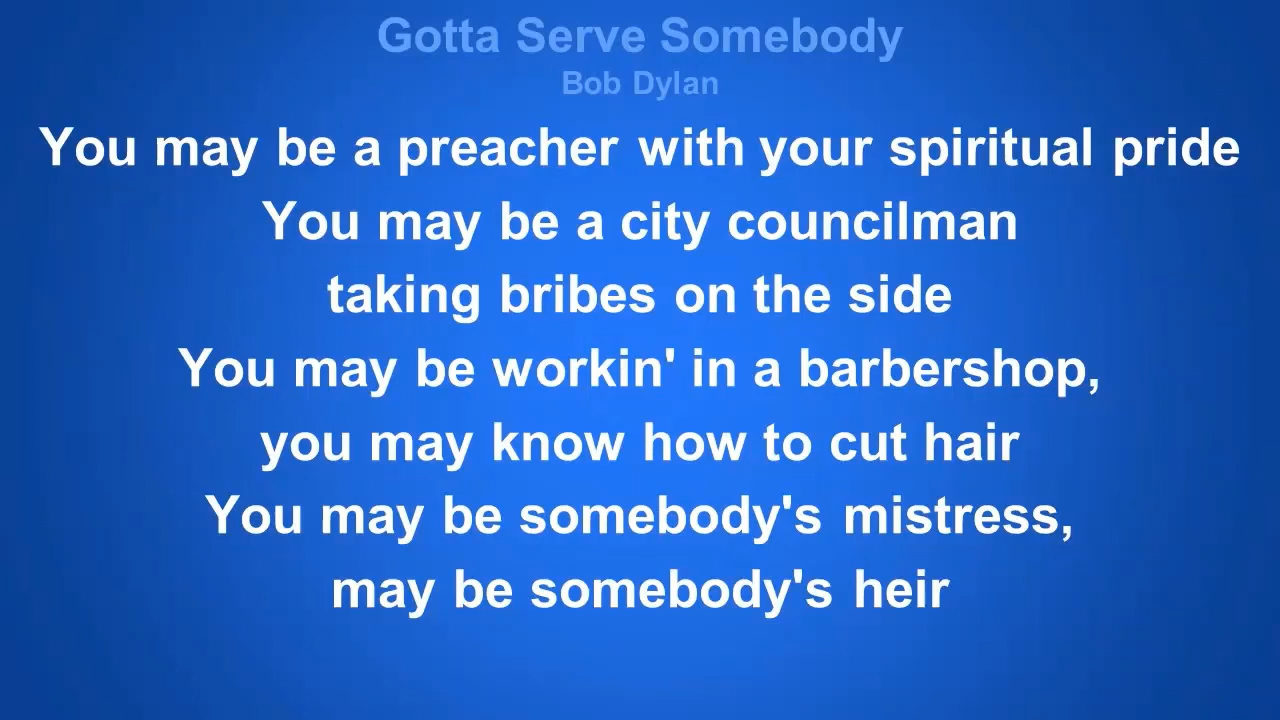 Gotta Serve Somebody
Bob Dylan
You may be a preacher with your spiritual pride
You may be a city councilman
taking bribes on the side
You may be workin' in a barbershop,
you may know how to cut hair
You may be somebody's mistress,
may be somebody's heir